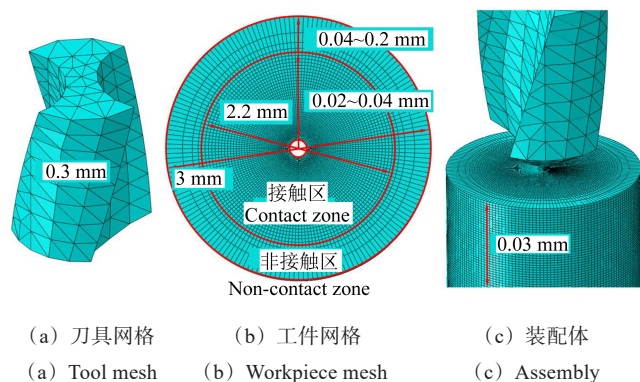 0.3 mm
0.04~0.2 mm
0.02~0.04 mm
2.2 mm
3 mm
接触区
Contact zone
非接触区
Non-contact zone
0.03 mm
（a）刀具网格
（b）工件网格
（c）装配体
（a）Tool mesh
（b）Workpiece mesh
（c）Assembly